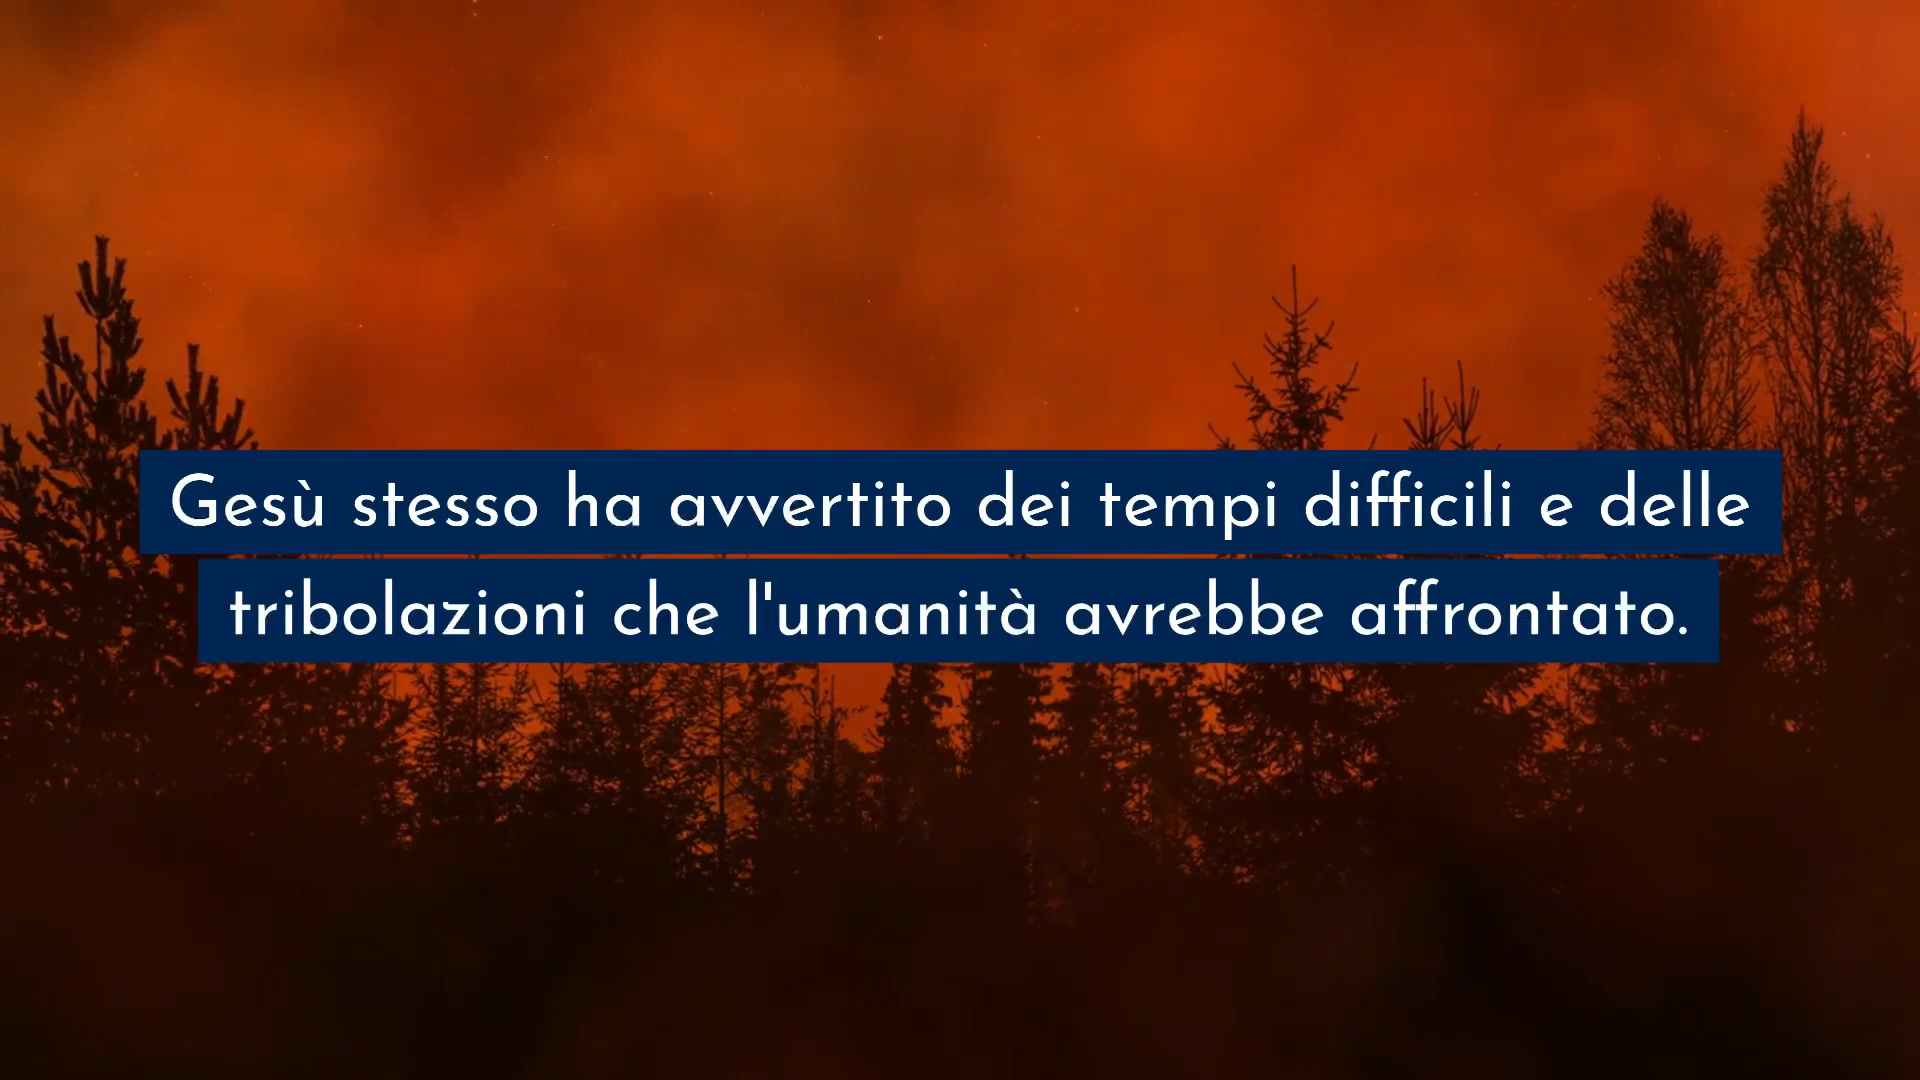 Gesù stesso ha avvertito dei tempi difficili e delle
tribolazioni che l'umanità avrebbe affrontato.